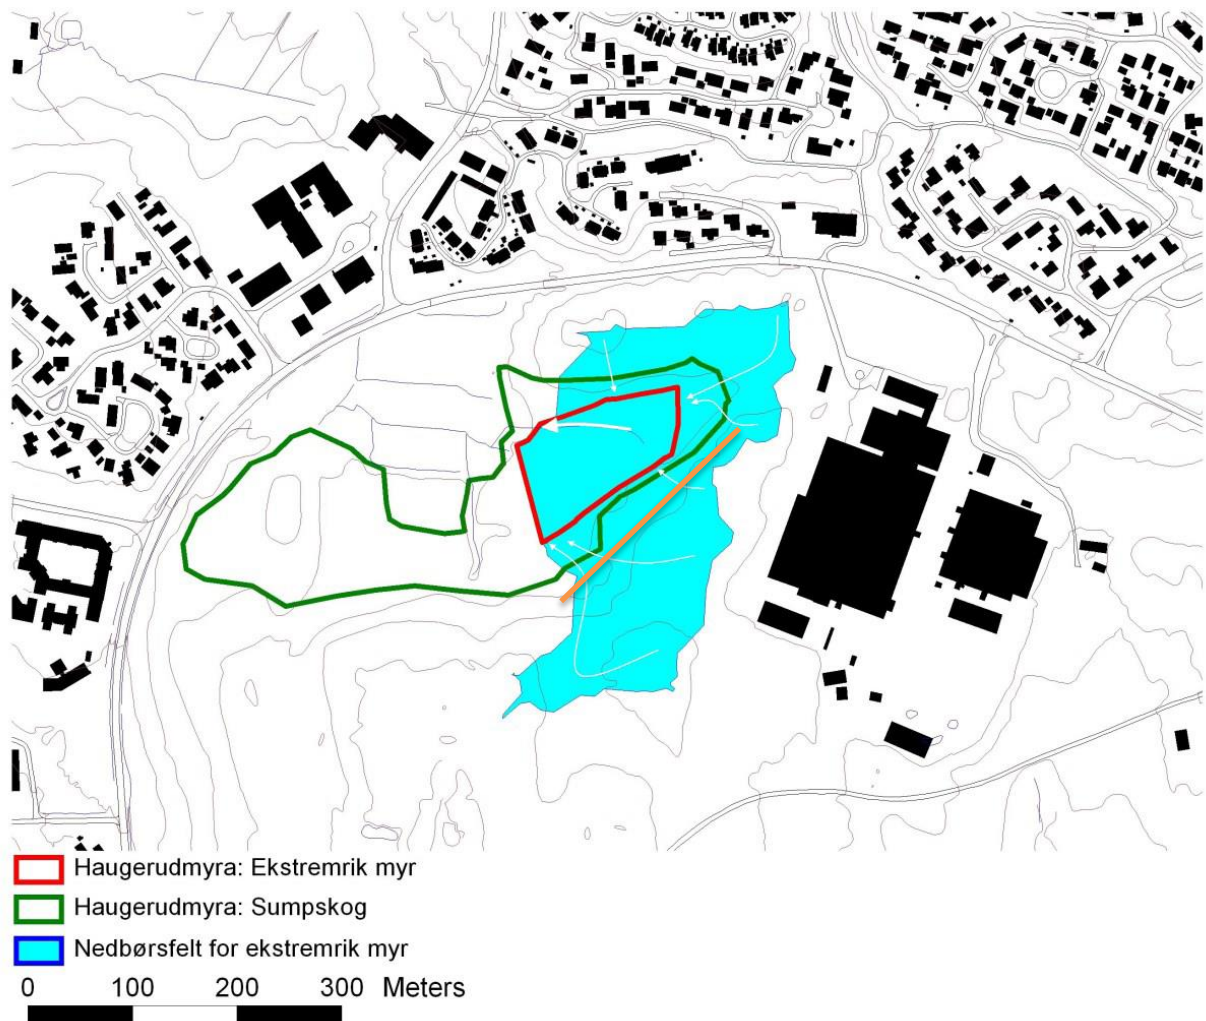 Haugerudmyra: Ekstremrik myr
Haugerudmyra: Sumpskog
Nedbørsfelt for ekstremrik myr
0 100 200 300 Meters